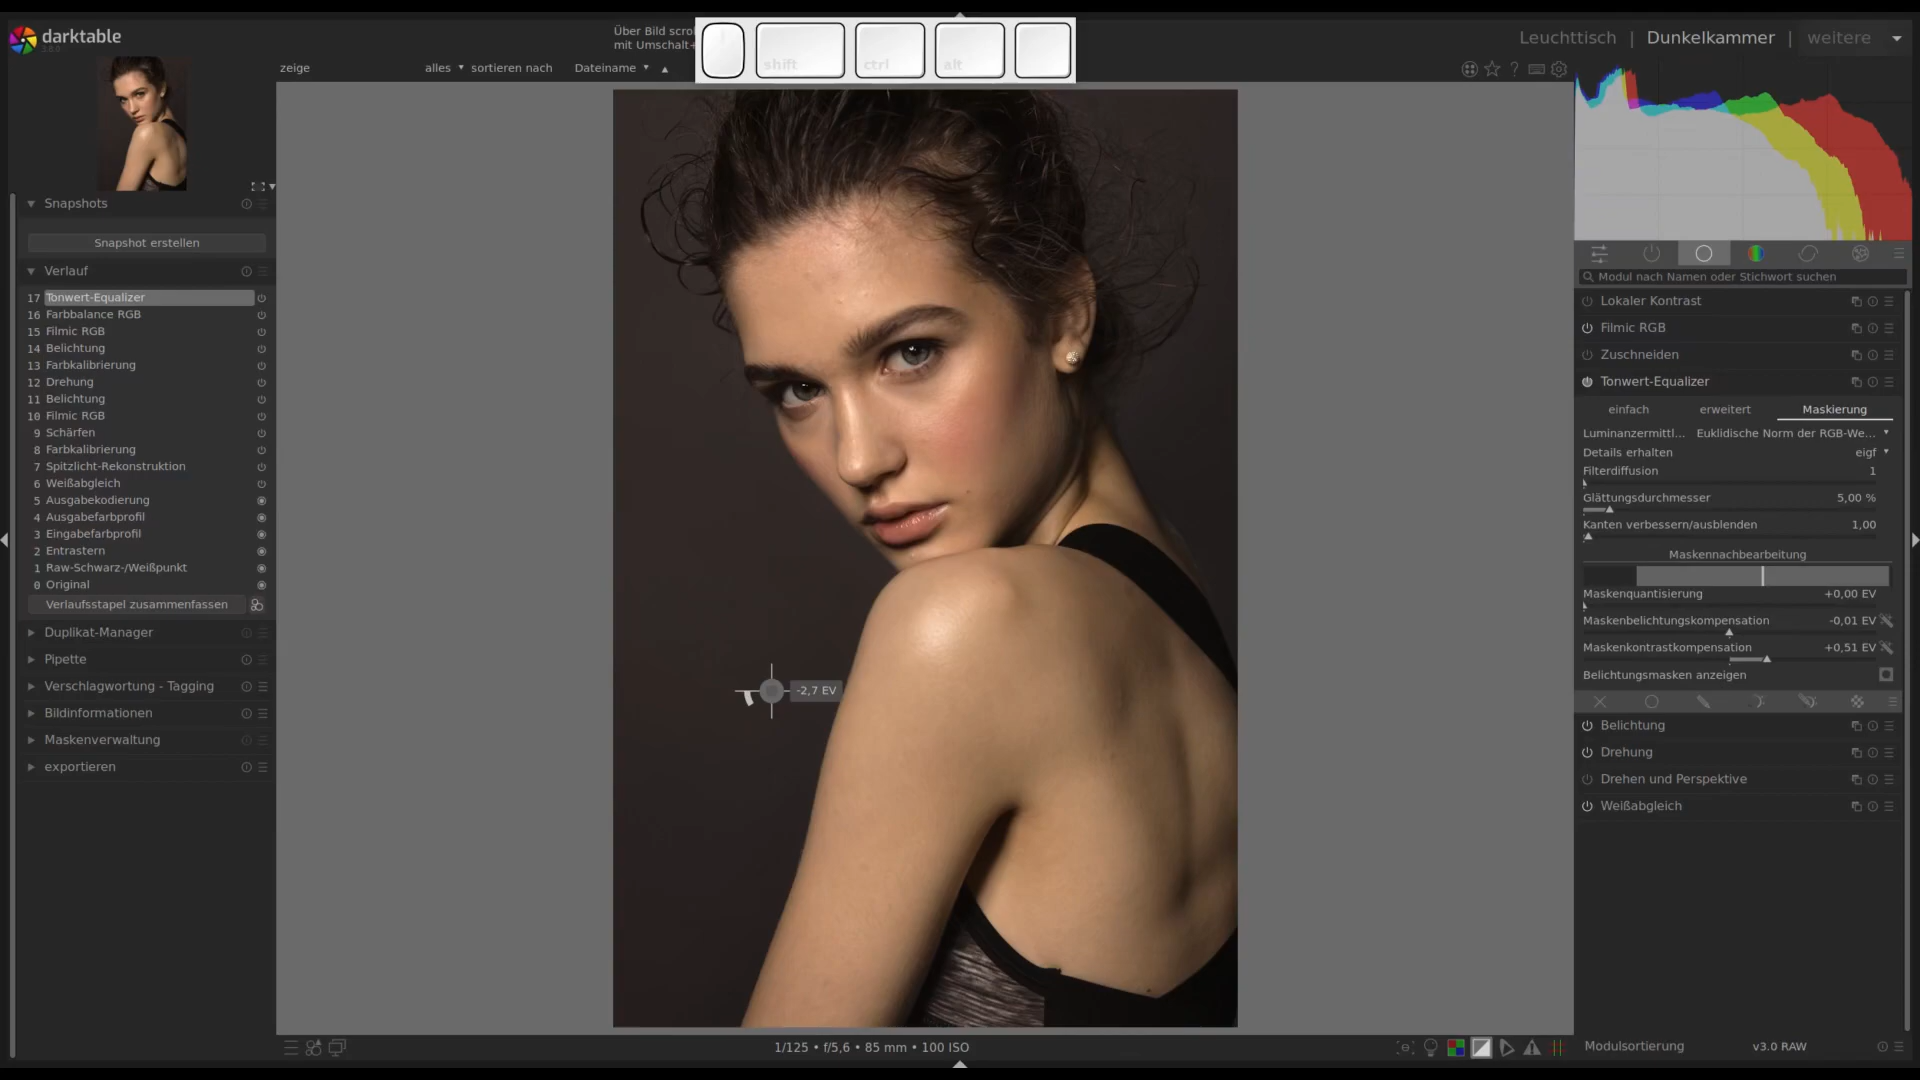 darktable
3.8.0
Über Bild scrol
mit Umschalt+
shift
ctrl
alt
Leuchttisch | Dunkelkammer | weitere
zeige
alles
sortieren nach
Dateiname
Snapshots
Snapshot erstellen
Verlauf
17 Tonwert-Equalizer
16 Farbbalance RGB
15 Filmic RGB
14 Belichtung
13 Farbkalibrierung
12 Drehung
11 Belichtung
10 Filmic RGB
9 Schärfen
8 Farbkalibrierung
7 Spitzlicht-Rekonstruktion
6 Weißabgleich
5 Ausgabekodierung
4 Ausgabefarbprofil
3 Eingabefarbprofil
2 Entrastern
1 Raw-Schwarz-/Weißpunkt
0 Original
Verlaufsstapel zusammenfassen
Duplikat-Manager
Pipette
Verschlagwortung - Tagging
Bildinformationen
Maskenverwaltung
exportieren
-2,7 EV
1/125 • f/5,6 • 85 mm • 100 ISO
Modul nach Namen oder Stichwort suchen
Lokaler Kontrast
Filmic RGB
Zuschneiden
Tonwert-Equalizer
einfach erweitert Maskierung
Luminanzermittl... Euklidische Norm der RGB-We...
Details erhalten eigf
Filterdiffusion 1
Glättungsdurchmesser 5,00 %
Kanten verbessern/ausblenden 1,00
Maskennachbearbeitung
Maskenquantisierung +0,00 EV
Maskenbelichtungskompensation -0,01 EV
Maskenkontrastkompensation +0,51 EV
Belichtungsmasken anzeigen
Belichtung
Drehung
Drehen und Perspektive
Weißabgleich
Modulsortierung v3.0 RAW